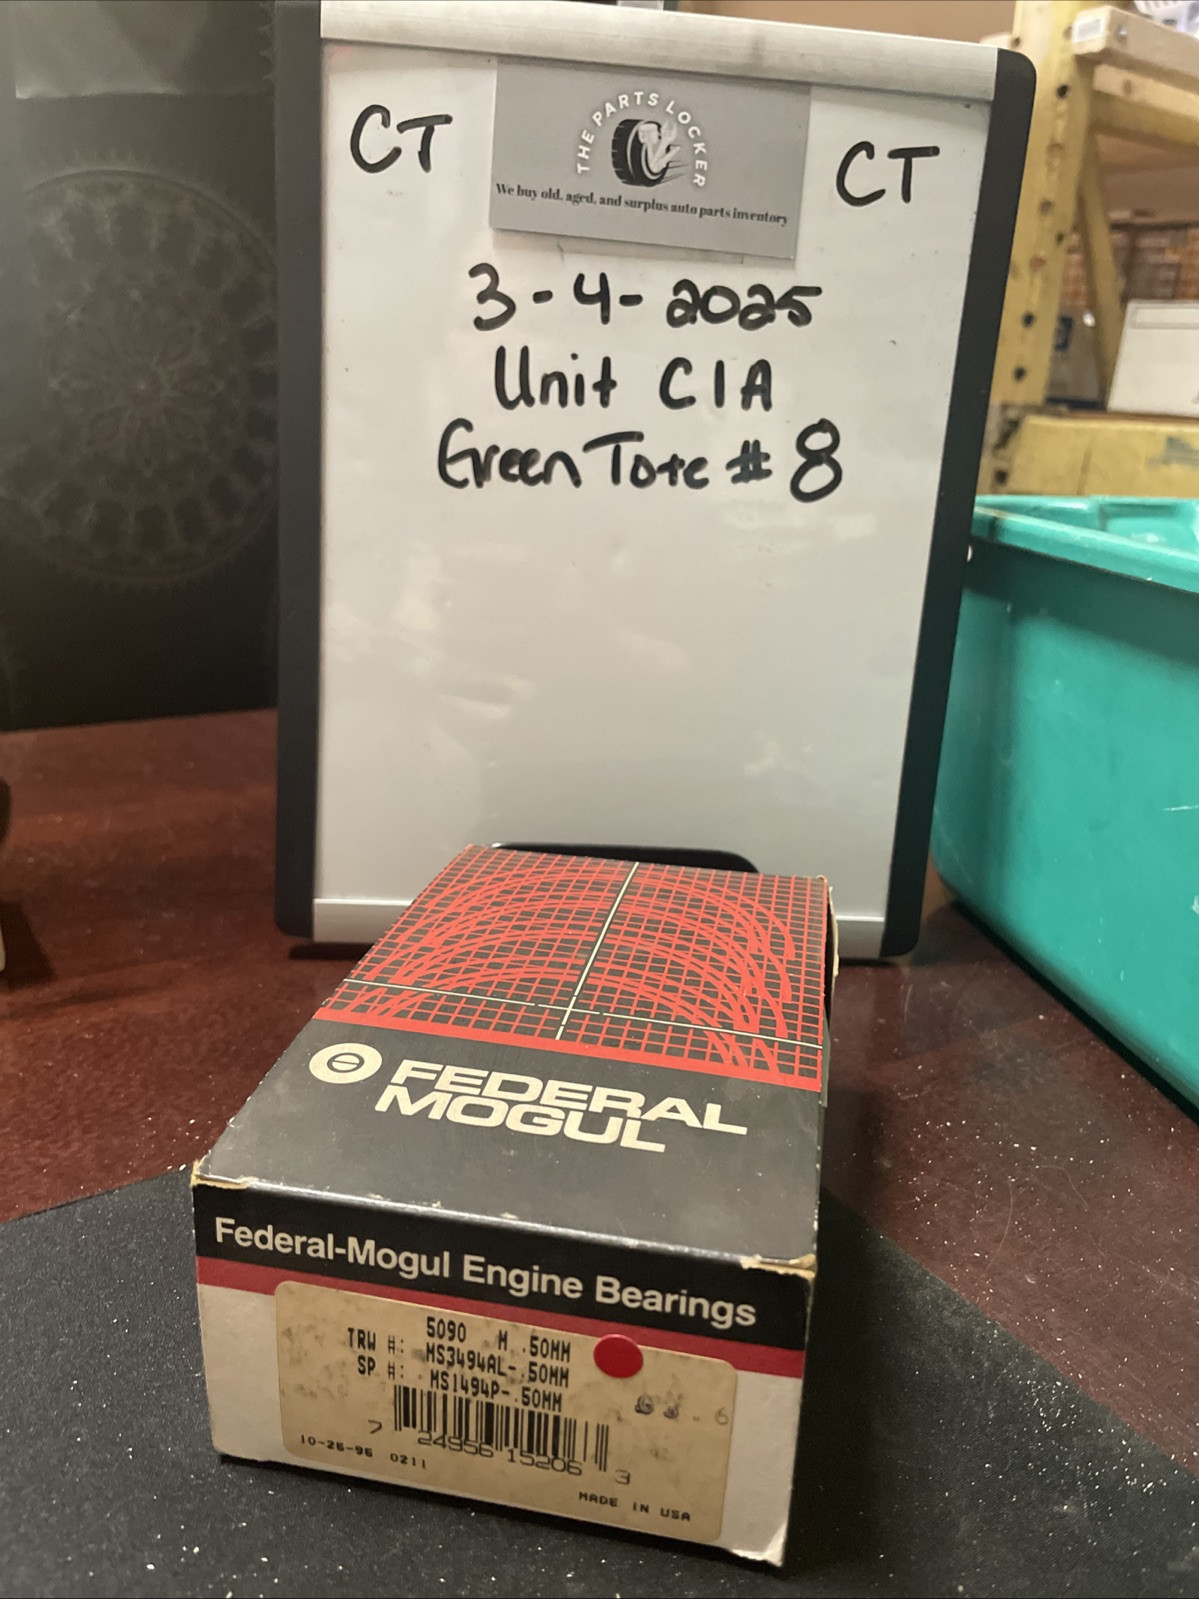 CT
THE PARTS LOCKER
We buy old, aged, and surplus auto parts inventory
CT
3-4-2025
Unit C1A
Green Tote # 8
FEDERAL
MOGUL
Federal-Mogul Engine Bearings
5090 M .50MM
TRW #: MS3494AL-.50MM
SP #: MS1494P-.50MM
7 24956 15206 3
10-26-96 0211
MADE IN USA